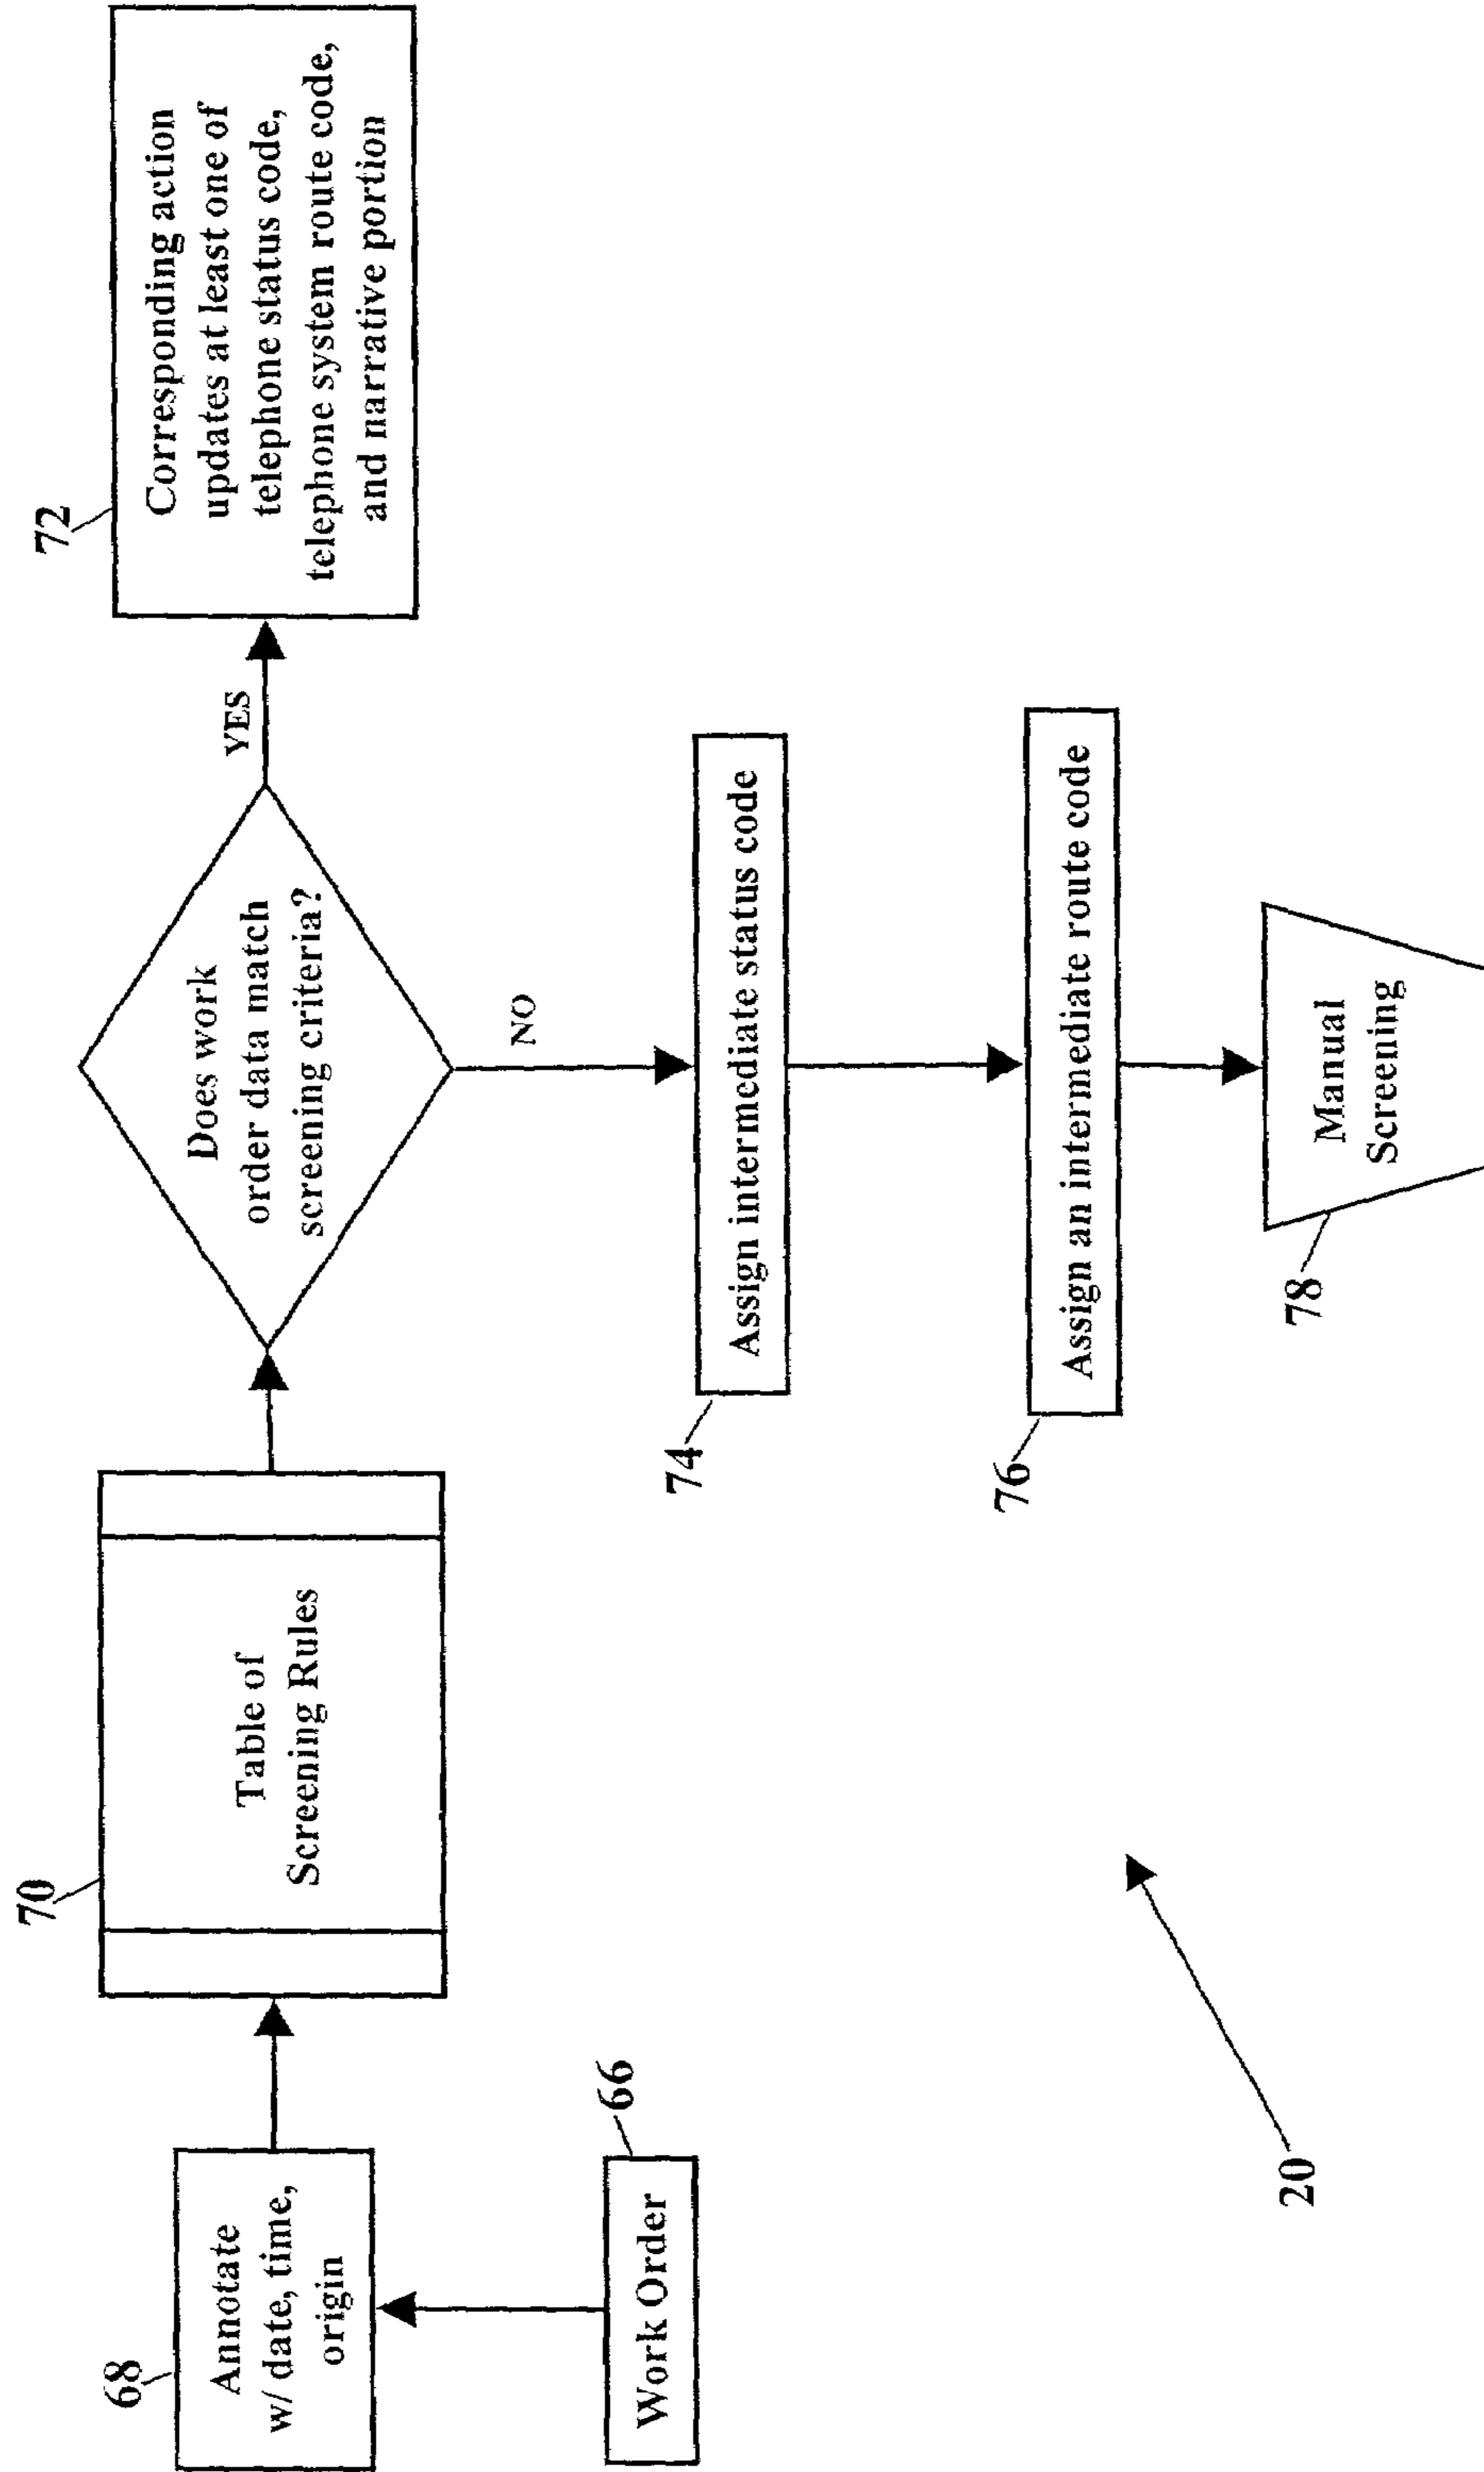 66
Work Order
68
Annotate
w/ date, time,
origin
70
Table of
Screening Rules
Does work
order data match
screening criteria?
YES
72
Corresponding action
updates at least one of
telephone status code,
telephone system route code,
and narrative portion
NO
74
Assign intermediate status code
76
Assign an intermediate route code
78
Manual
Screening
20